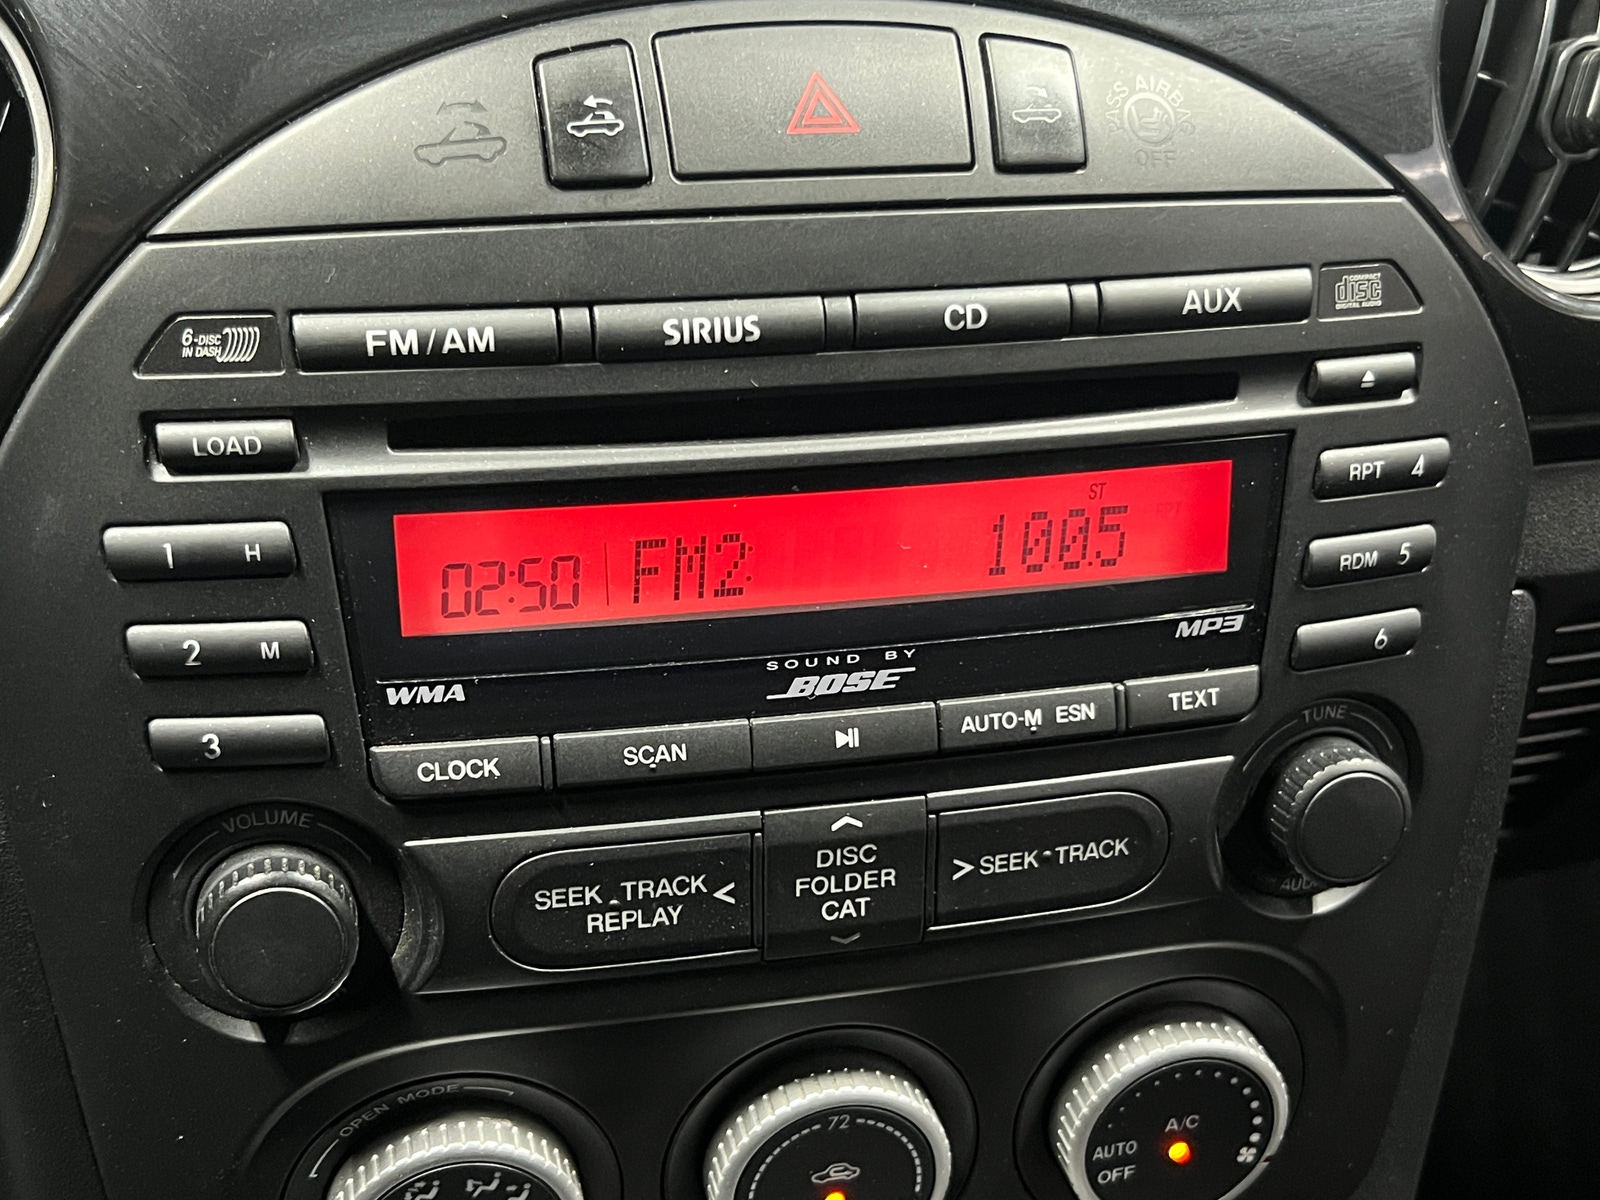 PASS AIRBAG
OFF
6-DISC
IN DASH
FM/AM
SIRIUS
CD
AUX
COMPACT
disc
DIGITAL AUDIO
LOAD
1 H
2 M
3
RPT 4
RDM 5
6
ST
02:50 FM2 100.5
WMA
SOUND BY
BOSE
MP3
CLOCK
SCAN
AUTO-M ESN
TEXT
VOLUME
TUNE
SEEK TRACK
REPLAY
DISC
FOLDER
CAT
SEEK TRACK
OPEN MODE
72
A/C
AUTO
OFF